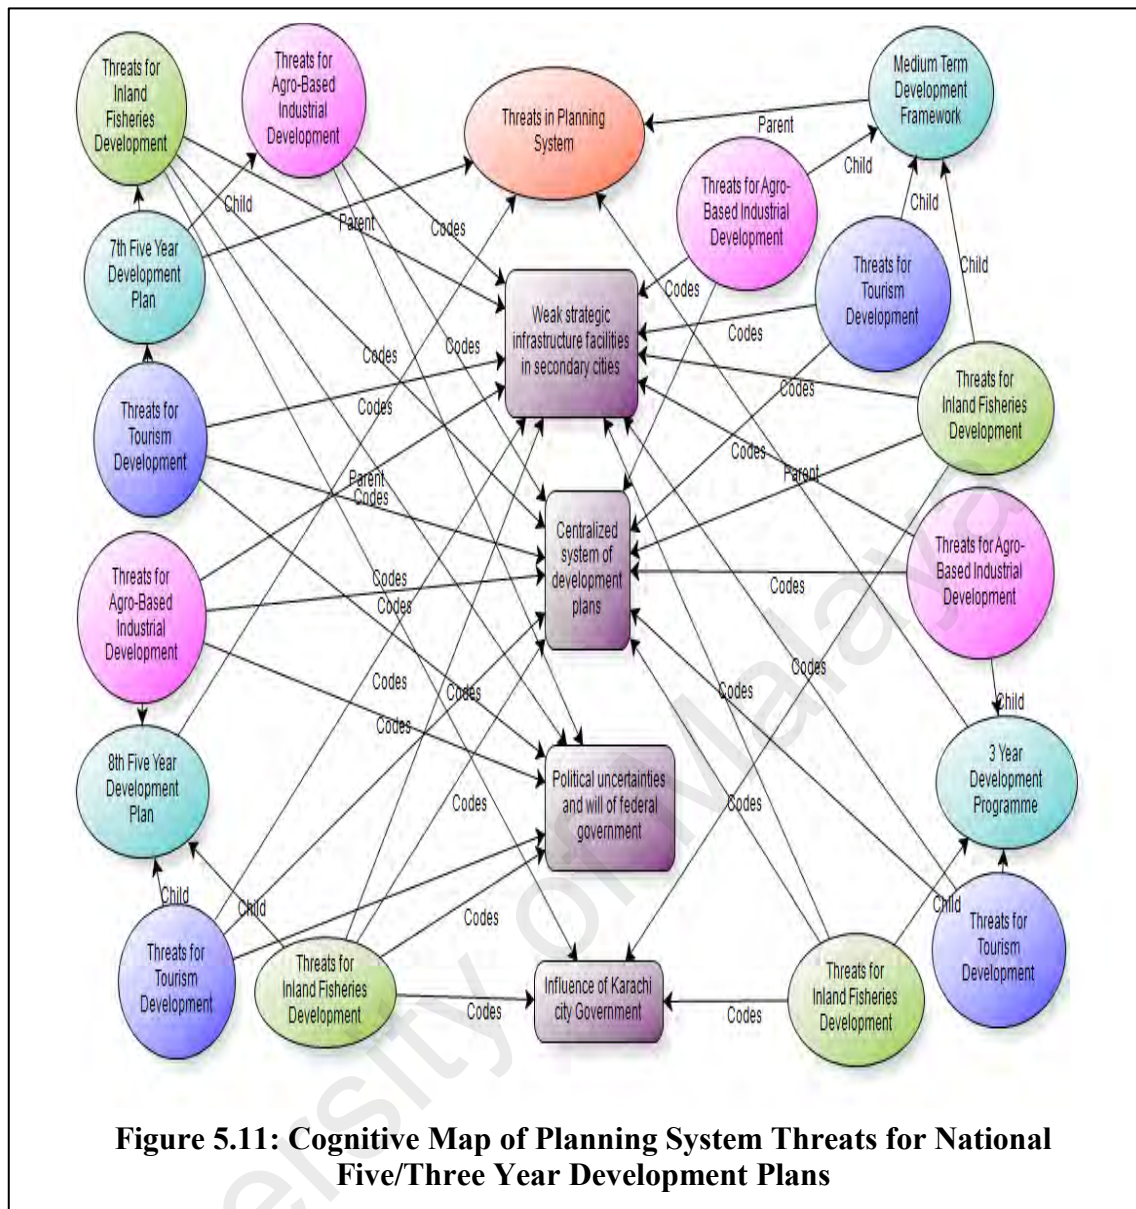 Threats for
Inland
Fisheries
Development
Threats for
Agro-Based
Industrial
Development
Threats in Planning
System
Medium Term
Development
Framework
Parent
Child
Threats for Agro-
Based Industrial
Development
Child
Child
Parent
Codes
7th Five Year
Development
Plan
Threats for
Tourism
Development
Child
Codes
Weak strategic
infrastructure facilities
in secondary cities
Codes
Codes
Codes
Codes
Threats for
Tourism
Development
Codes
Threats for
Inland Fisheries
Development
Codes
Parent
Parent
Codes
Centralized
system of
development
plans
Threats for Agro-
Based Industrial
Development
Threats for
Agro-Based
Industrial
Development
Codes
Codes
Codes
Codes
Codes
Codes
Codes
Codes
Child
Codes
8th Five Year
Development
Plan
Political uncertainties
and will of federal
government
3 Year
Development
Programme
Codes
Codes
Child
Child
Codes
Child
Threats for
Tourism
Development
Threats for
Inland Fisheries
Development
Influence of Karachi
city Government
Threats for
Inland Fisheries
Development
Threats for
Tourism
Development
Codes
Codes
University of Malaya
Figure 5.11: Cognitive Map of Planning System Threats for National
Five/Three Year Development Plans